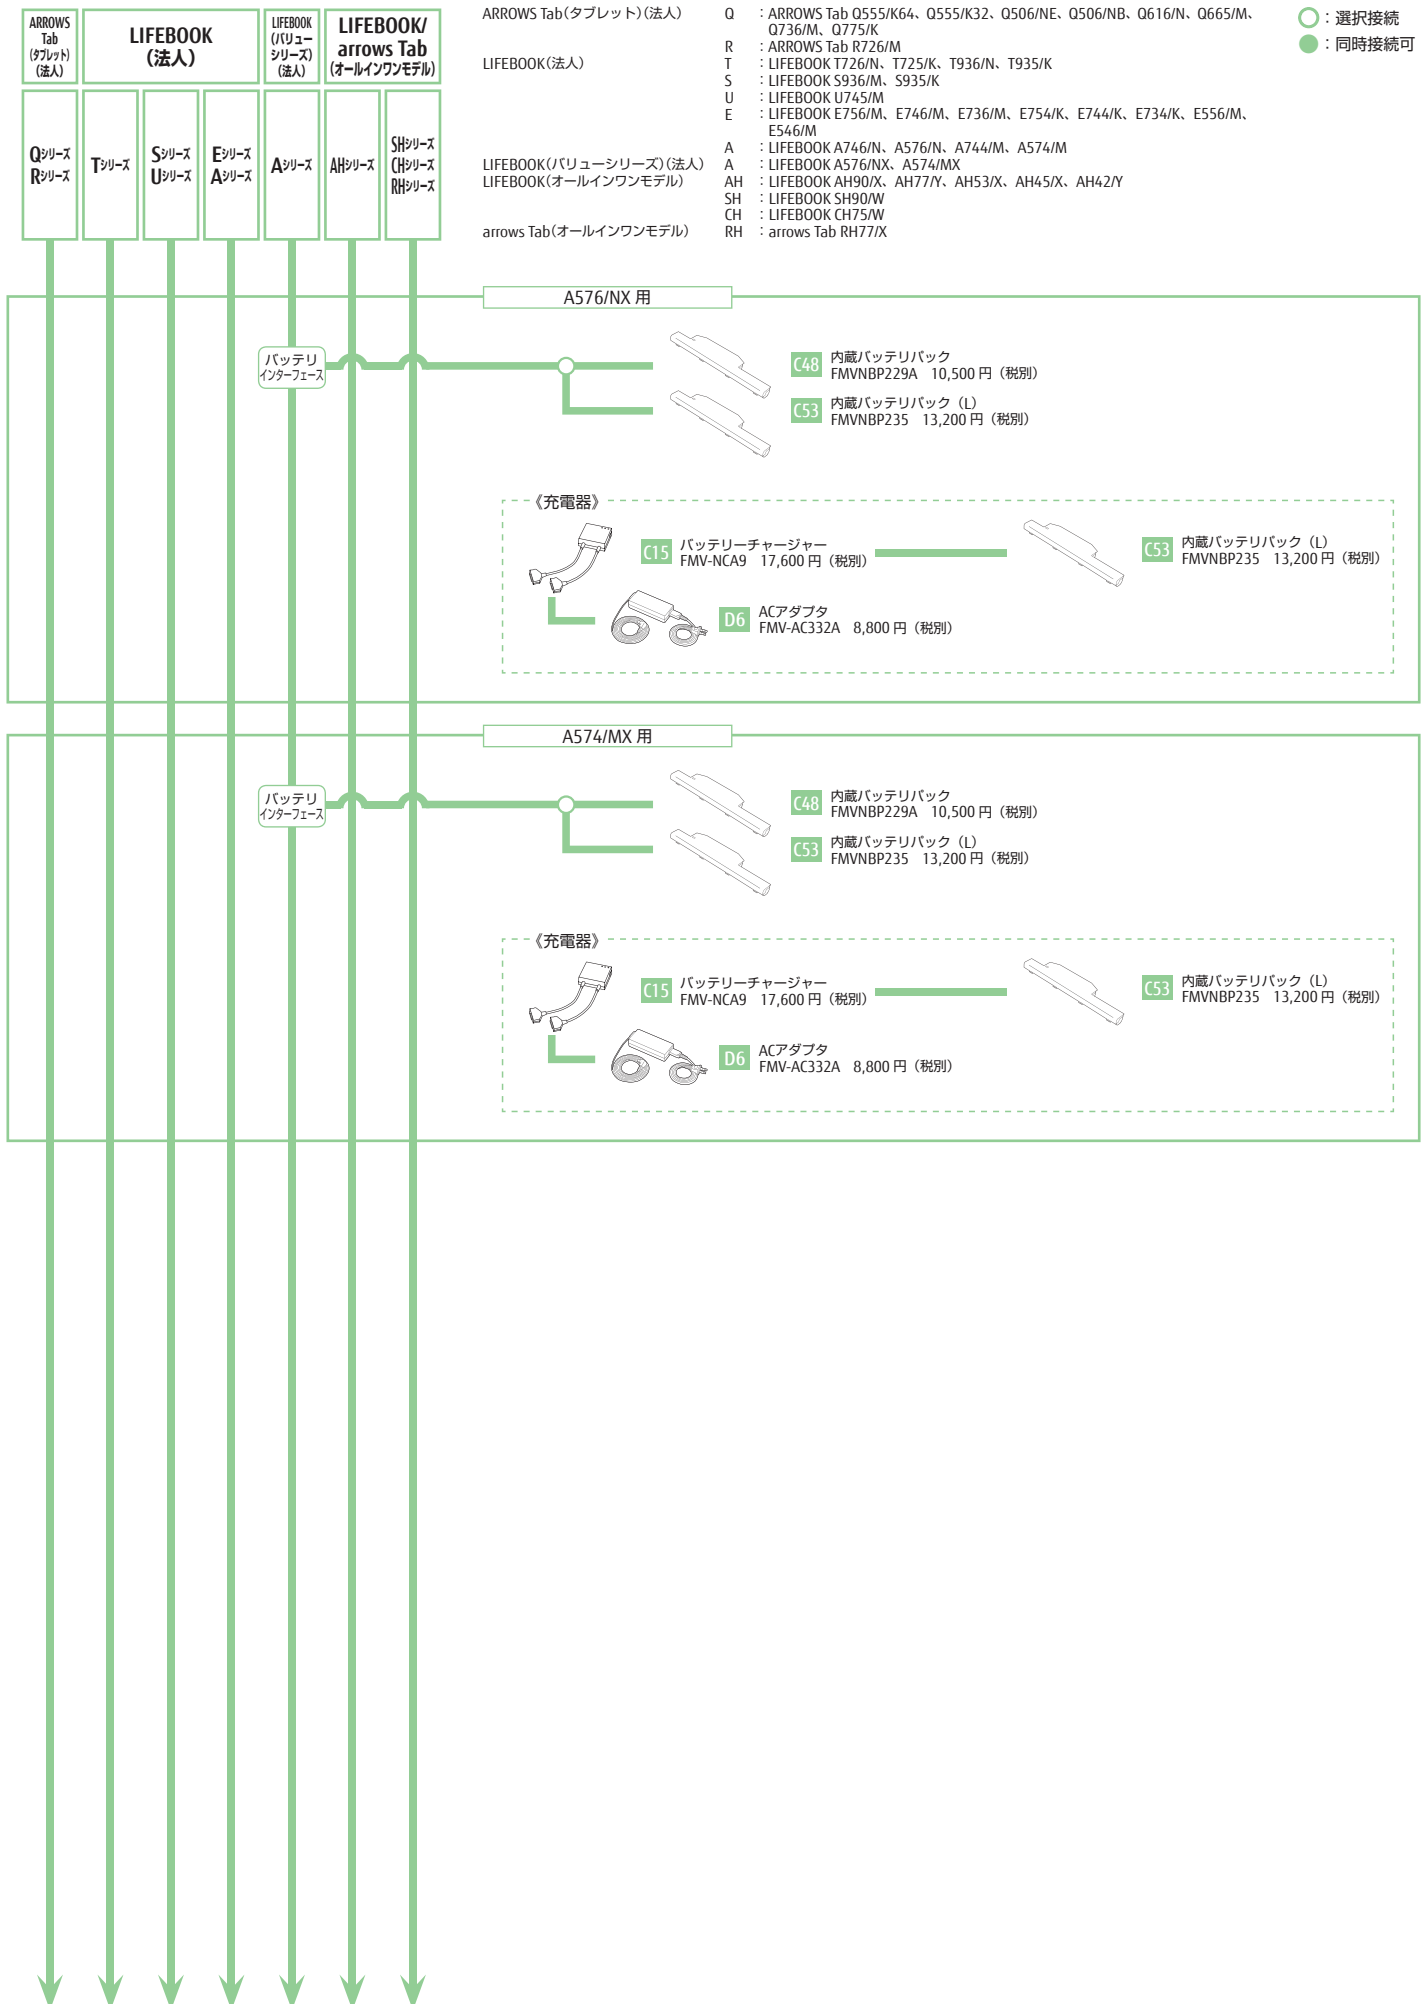 ARROWS
Tab
(タブレット)
(法人)
LIFEBOOK
(法人)
LIFEBOOK
(バリュー
シリーズ)
(法人)
LIFEBOOK/
arrows Tab
(オールインワンモデル)
Qシリーズ
Rシリーズ
Tシリーズ
Sシリーズ
Uシリーズ
Eシリーズ
Aシリーズ
Aシリーズ
AHシリーズ
SHシリーズ
CHシリーズ
RHシリーズ
ARROWS Tab(タブレット)(法人) Q :ARROWS Tab Q555/K64、Q555/K32、Q506/NE、Q506/NB、Q616/N、Q665/M、
Q736/M、Q775/K
R :ARROWS Tab R726/M
LIFEBOOK(法人) T :LIFEBOOK T726/N、T725/K、T936/N、T935/K
S :LIFEBOOK S936/M、S935/K
U :LIFEBOOK U745/M
E :LIFEBOOK E756/M、E746/M、E736/M、E754/K、E744/K、E734/K、E556/M、
E546/M
A :LIFEBOOK A746/N、A576/N、A744/M、A574/M
LIFEBOOK(バリューシリーズ)(法人) A :LIFEBOOK A576/NX、A574/MX
LIFEBOOK(オールインワンモデル) AH :LIFEBOOK AH90/X、AH77/Y、AH53/X、AH45/X、AH42/Y
SH :LIFEBOOK SH90/W
CH :LIFEBOOK CH75/W
arrows Tab(オールインワンモデル) RH :arrows Tab RH77/X
:選択接続
:同時接続可
A576/NX 用
バッテリ
インターフェース
C48 内蔵バッテリパック
FMVNBP229A 10,500 円(税別)
C53 内蔵バッテリパック(L)
FMVNBP235 13,200 円(税別)
《充電器》
C15 バッテリーチャージャー
FMV-NCA9 17,600 円(税別)
C53 内蔵バッテリパック(L)
FMVNBP235 13,200 円(税別)
D6 ACアダプタ
FMV-AC332A 8,800 円(税別)
A574/MX 用
バッテリ
インターフェース
C48 内蔵バッテリパック
FMVNBP229A 10,500 円(税別)
C53 内蔵バッテリパック(L)
FMVNBP235 13,200 円(税別)
《充電器》
C15 バッテリーチャージャー
FMV-NCA9 17,600 円(税別)
C53 内蔵バッテリパック(L)
FMVNBP235 13,200 円(税別)
D6 ACアダプタ
FMV-AC332A 8,800 円(税別)